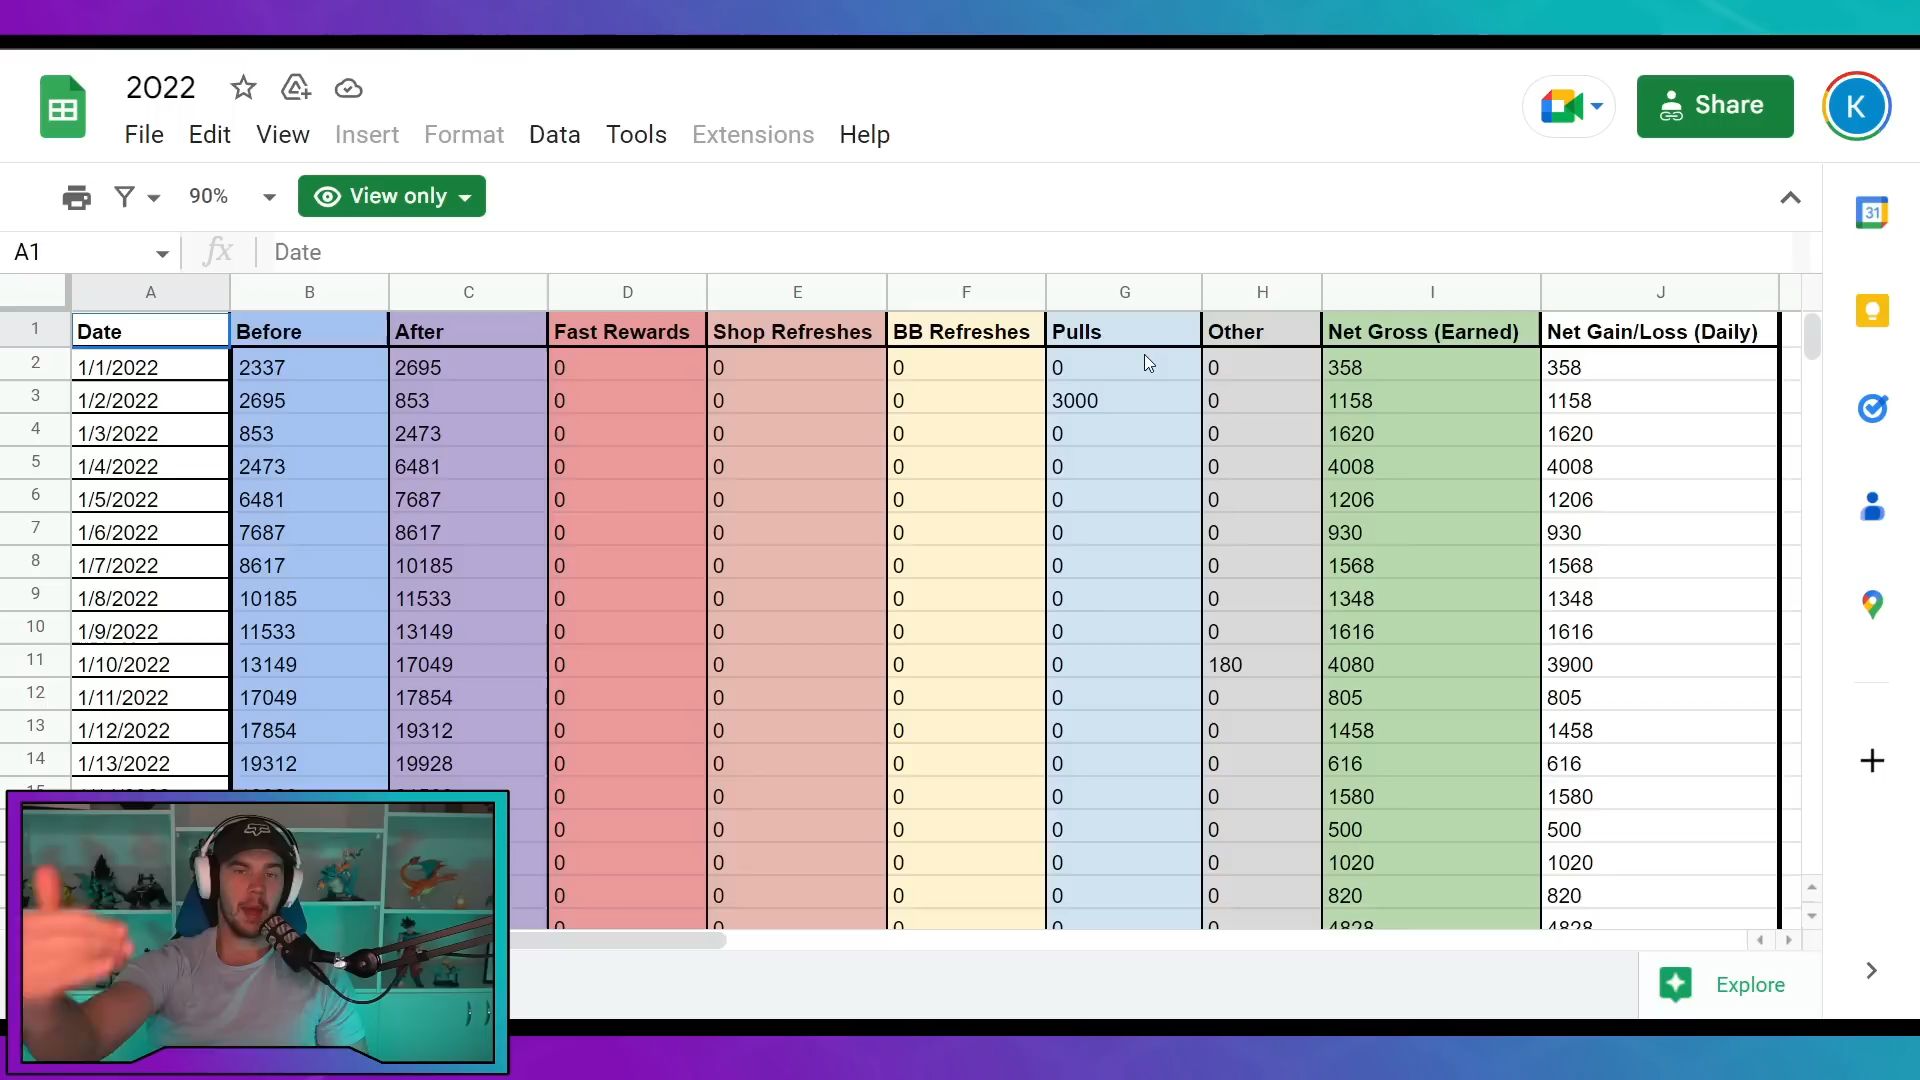 2022
File Edit View Insert Format Data Tools Extensions Help
Share
K
90% View only
31
A1 fx Date
A B C D E F G H I J
1 Date Before After Fast Rewards Shop Refreshes BB Refreshes Pulls Other Net Gross (Earned) Net Gain/Loss (Daily)
2 1/1/2022 2337 2695 0 0 0 0 0 358 358
3 1/2/2022 2695 853 0 0 0 3000 0 1158 1158
4 1/3/2022 853 2473 0 0 0 0 0 1620 1620
5 1/4/2022 2473 6481 0 0 0 0 0 4008 4008
6 1/5/2022 6481 7687 0 0 0 0 0 1206 1206
7 1/6/2022 7687 8617 0 0 0 0 0 930 930
8 1/7/2022 8617 10185 0 0 0 0 0 1568 1568
9 1/8/2022 10185 11533 0 0 0 0 0 1348 1348
10 1/9/2022 11533 13149 0 0 0 0 0 1616 1616
11 1/10/2022 13149 17049 0 0 0 0 180 4080 3900
12 1/11/2022 17049 17854 0 0 0 0 0 805 805
13 1/12/2022 17854 19312 0 0 0 0 0 1458 1458
14 1/13/2022 19312 19928 0 0 0 0 0 616 616
0 0 0 0 0 1580 1580
0 0 0 0 0 500 500
0 0 0 0 0 1020 1020
0 0 0 0 0 820 820
0 0 0 0 0 4828 4828
Explore